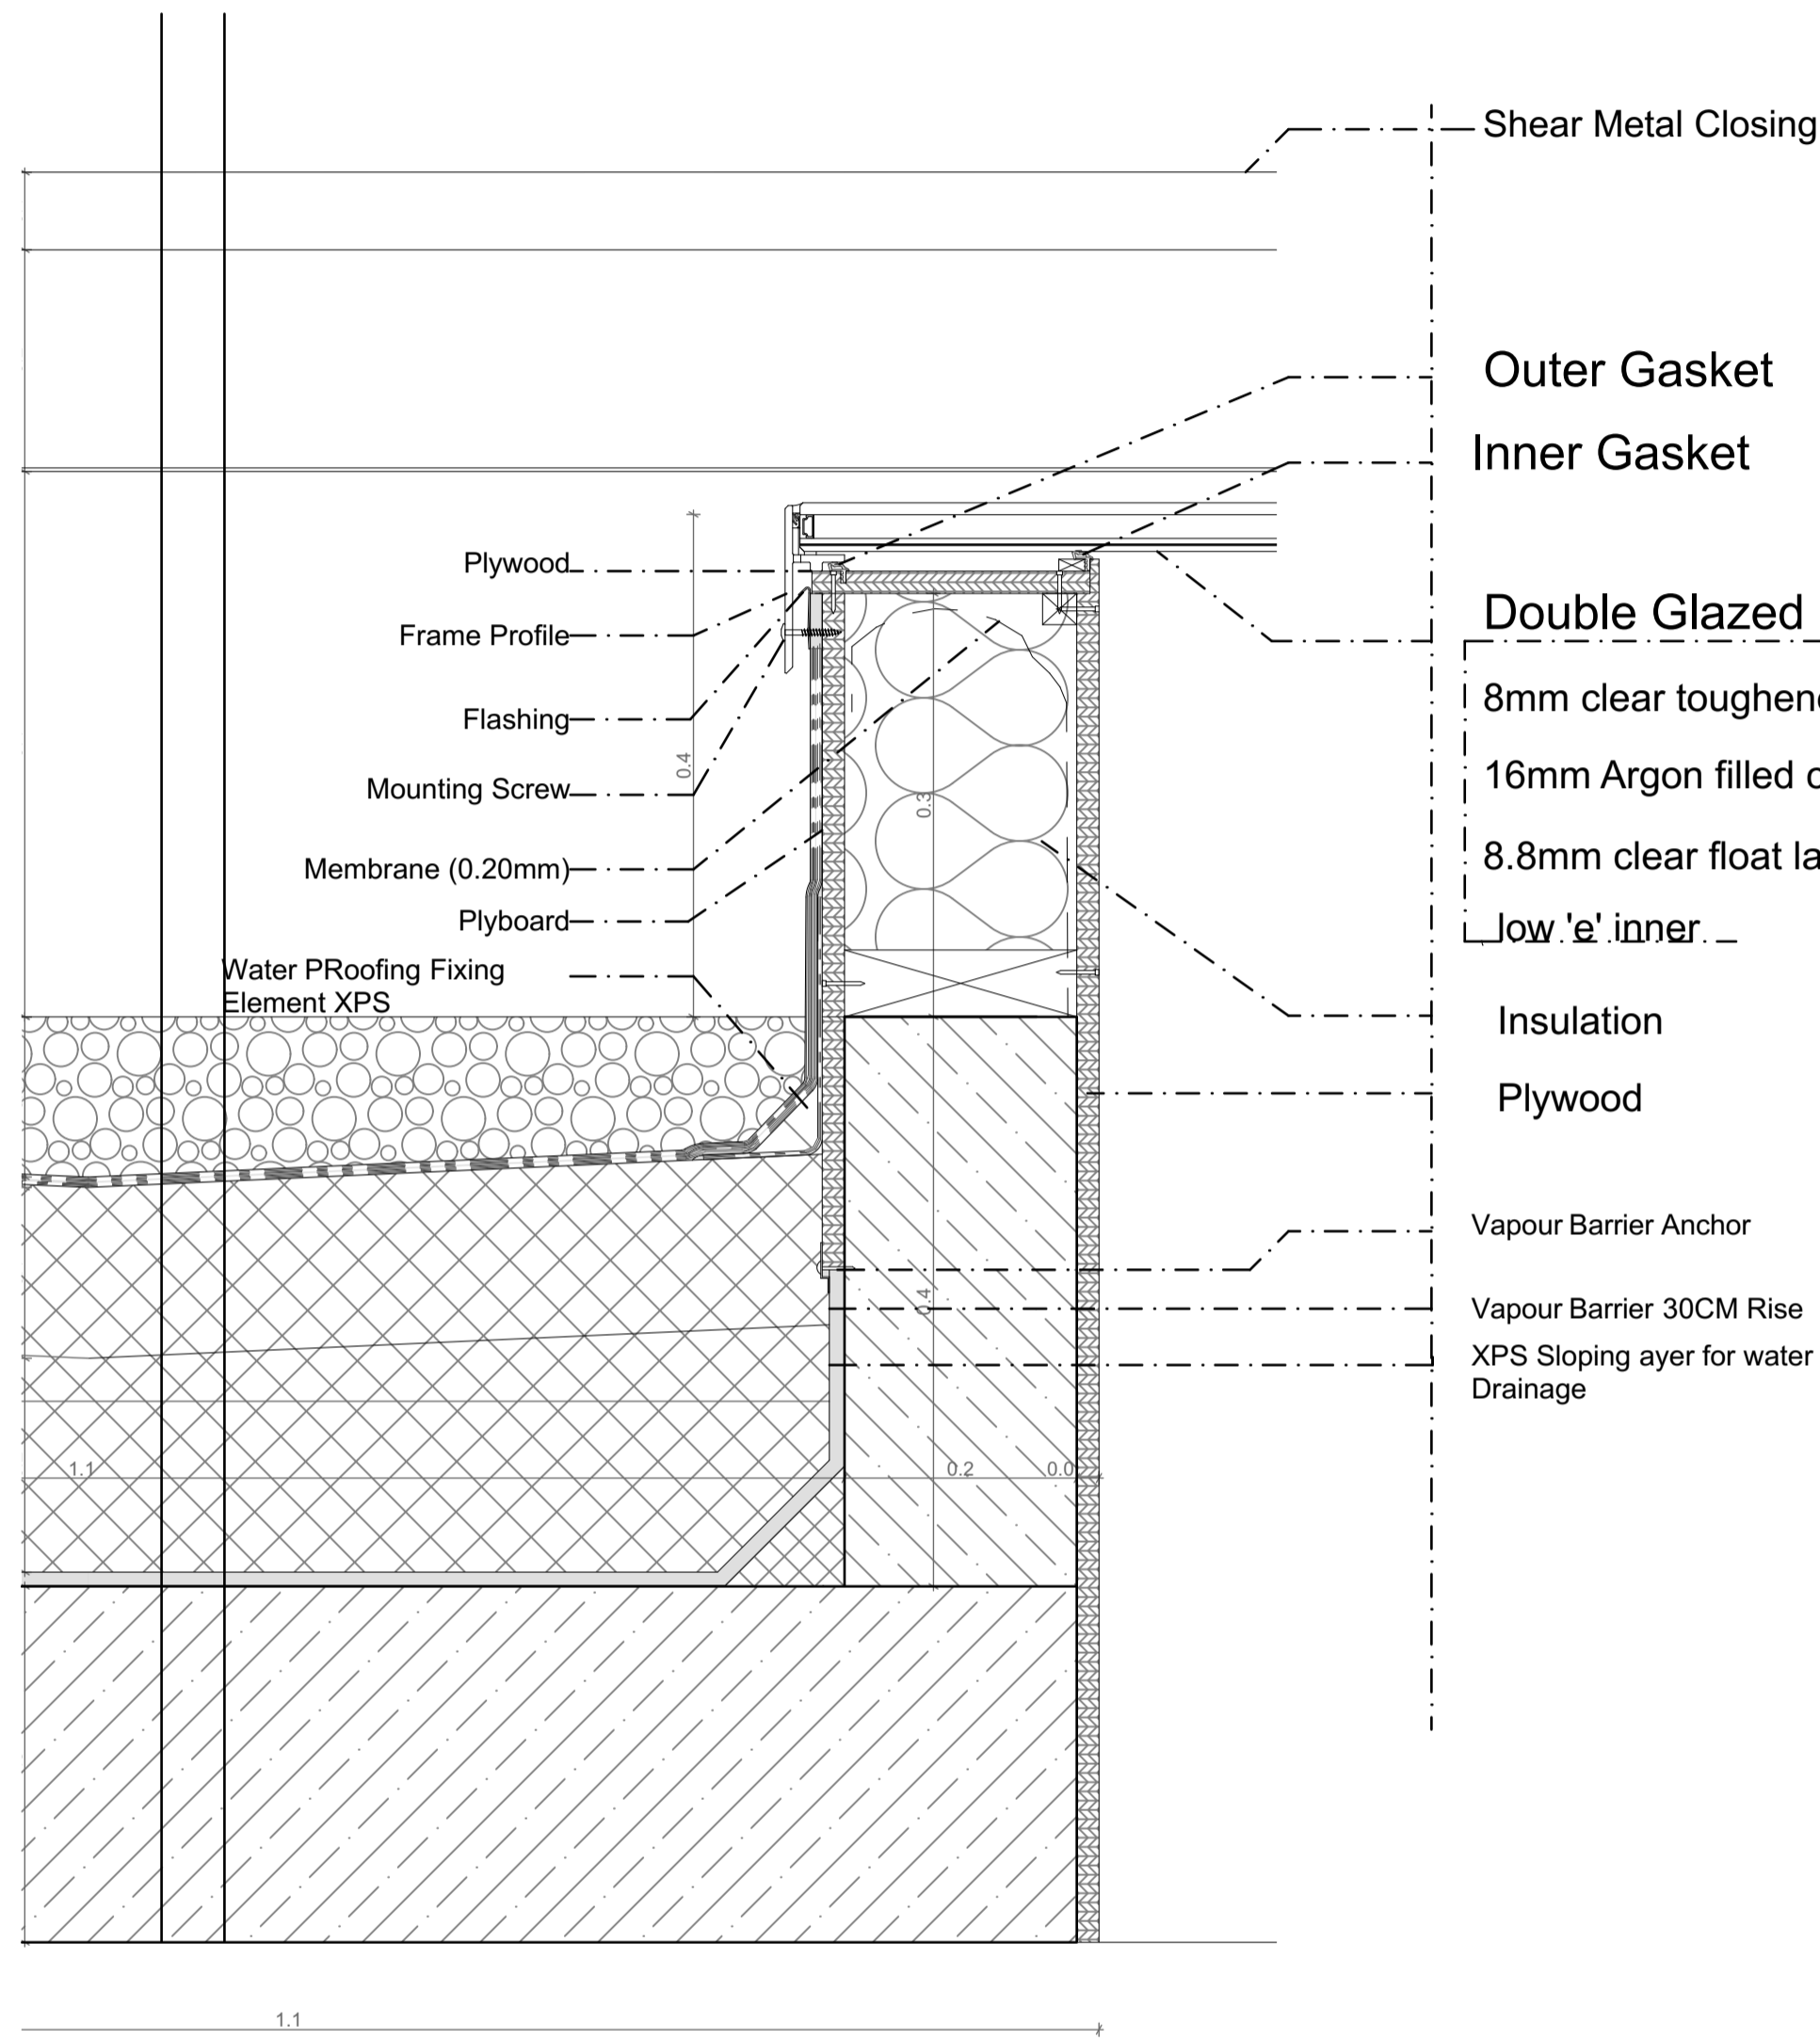 Shear Metal Closing
Outer Gasket
Inner Gasket
Plywood
Frame Profile
Flashing
Mounting Screw
Membrane (0.20mm)
Plyboard
Water PRoofing Fixing
Element XPS
0.4
0.3
Double Glazed
8mm clear
16mm Argon filled
8.8mm clear float
low 'e' inner
Insulation
Plywood
Vapour Barrier Anchor
Vapour Barrier 30CM Rise
XPS Sloping ayer for water
Drainage
0.4
1.1
0.2
0.0
1.1